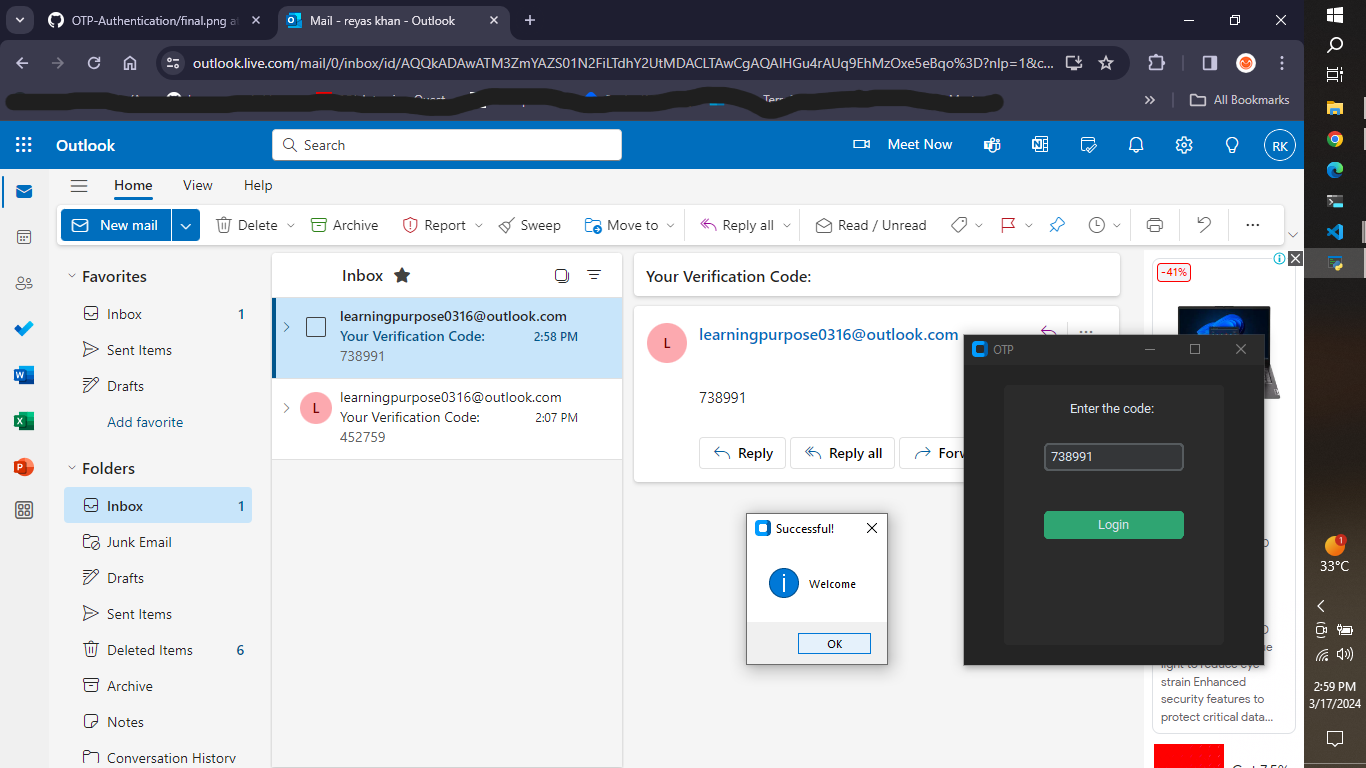 OTP-Authentication/final.png a
Mail - reyas khan - Outlook
outlook.live.com/mail/0/inbox/id/AQQkADAwATM3ZmYAZS01N2FiLTdhY2UtMDACLTAwCgAQAIHGu4rAUq9EhMzOxe5eBqo%3D?nlp=1&c...
All Bookmarks
Outlook
Search
Meet Now
RK
Home
View
Help
New mail
Delete
Archive
Report
Sweep
Move to
Reply all
Read / Unread
Favorites
Inbox 1
Sent Items
Drafts
Add favorite
Folders
Inbox 1
Junk Email
Drafts
Sent Items
Deleted Items 6
Archive
Notes
Conversation History
Inbox
learningpurpose0316@outlook.com
Your Verification Code: 2:58 PM
738991
L
learningpurpose0316@outlook.com
Your Verification Code: 2:07 PM
452759
Your Verification Code:
L
learningpurpose0316@outlook.com
738991
Reply
Reply all
Forw
-41%
OTP
Enter the code:
738991
Login
Successful!
Welcome
OK
light to reduce eye
strain Enhanced
security features to
protect critical data...
1
33°C
2:59 PM
3/17/2024